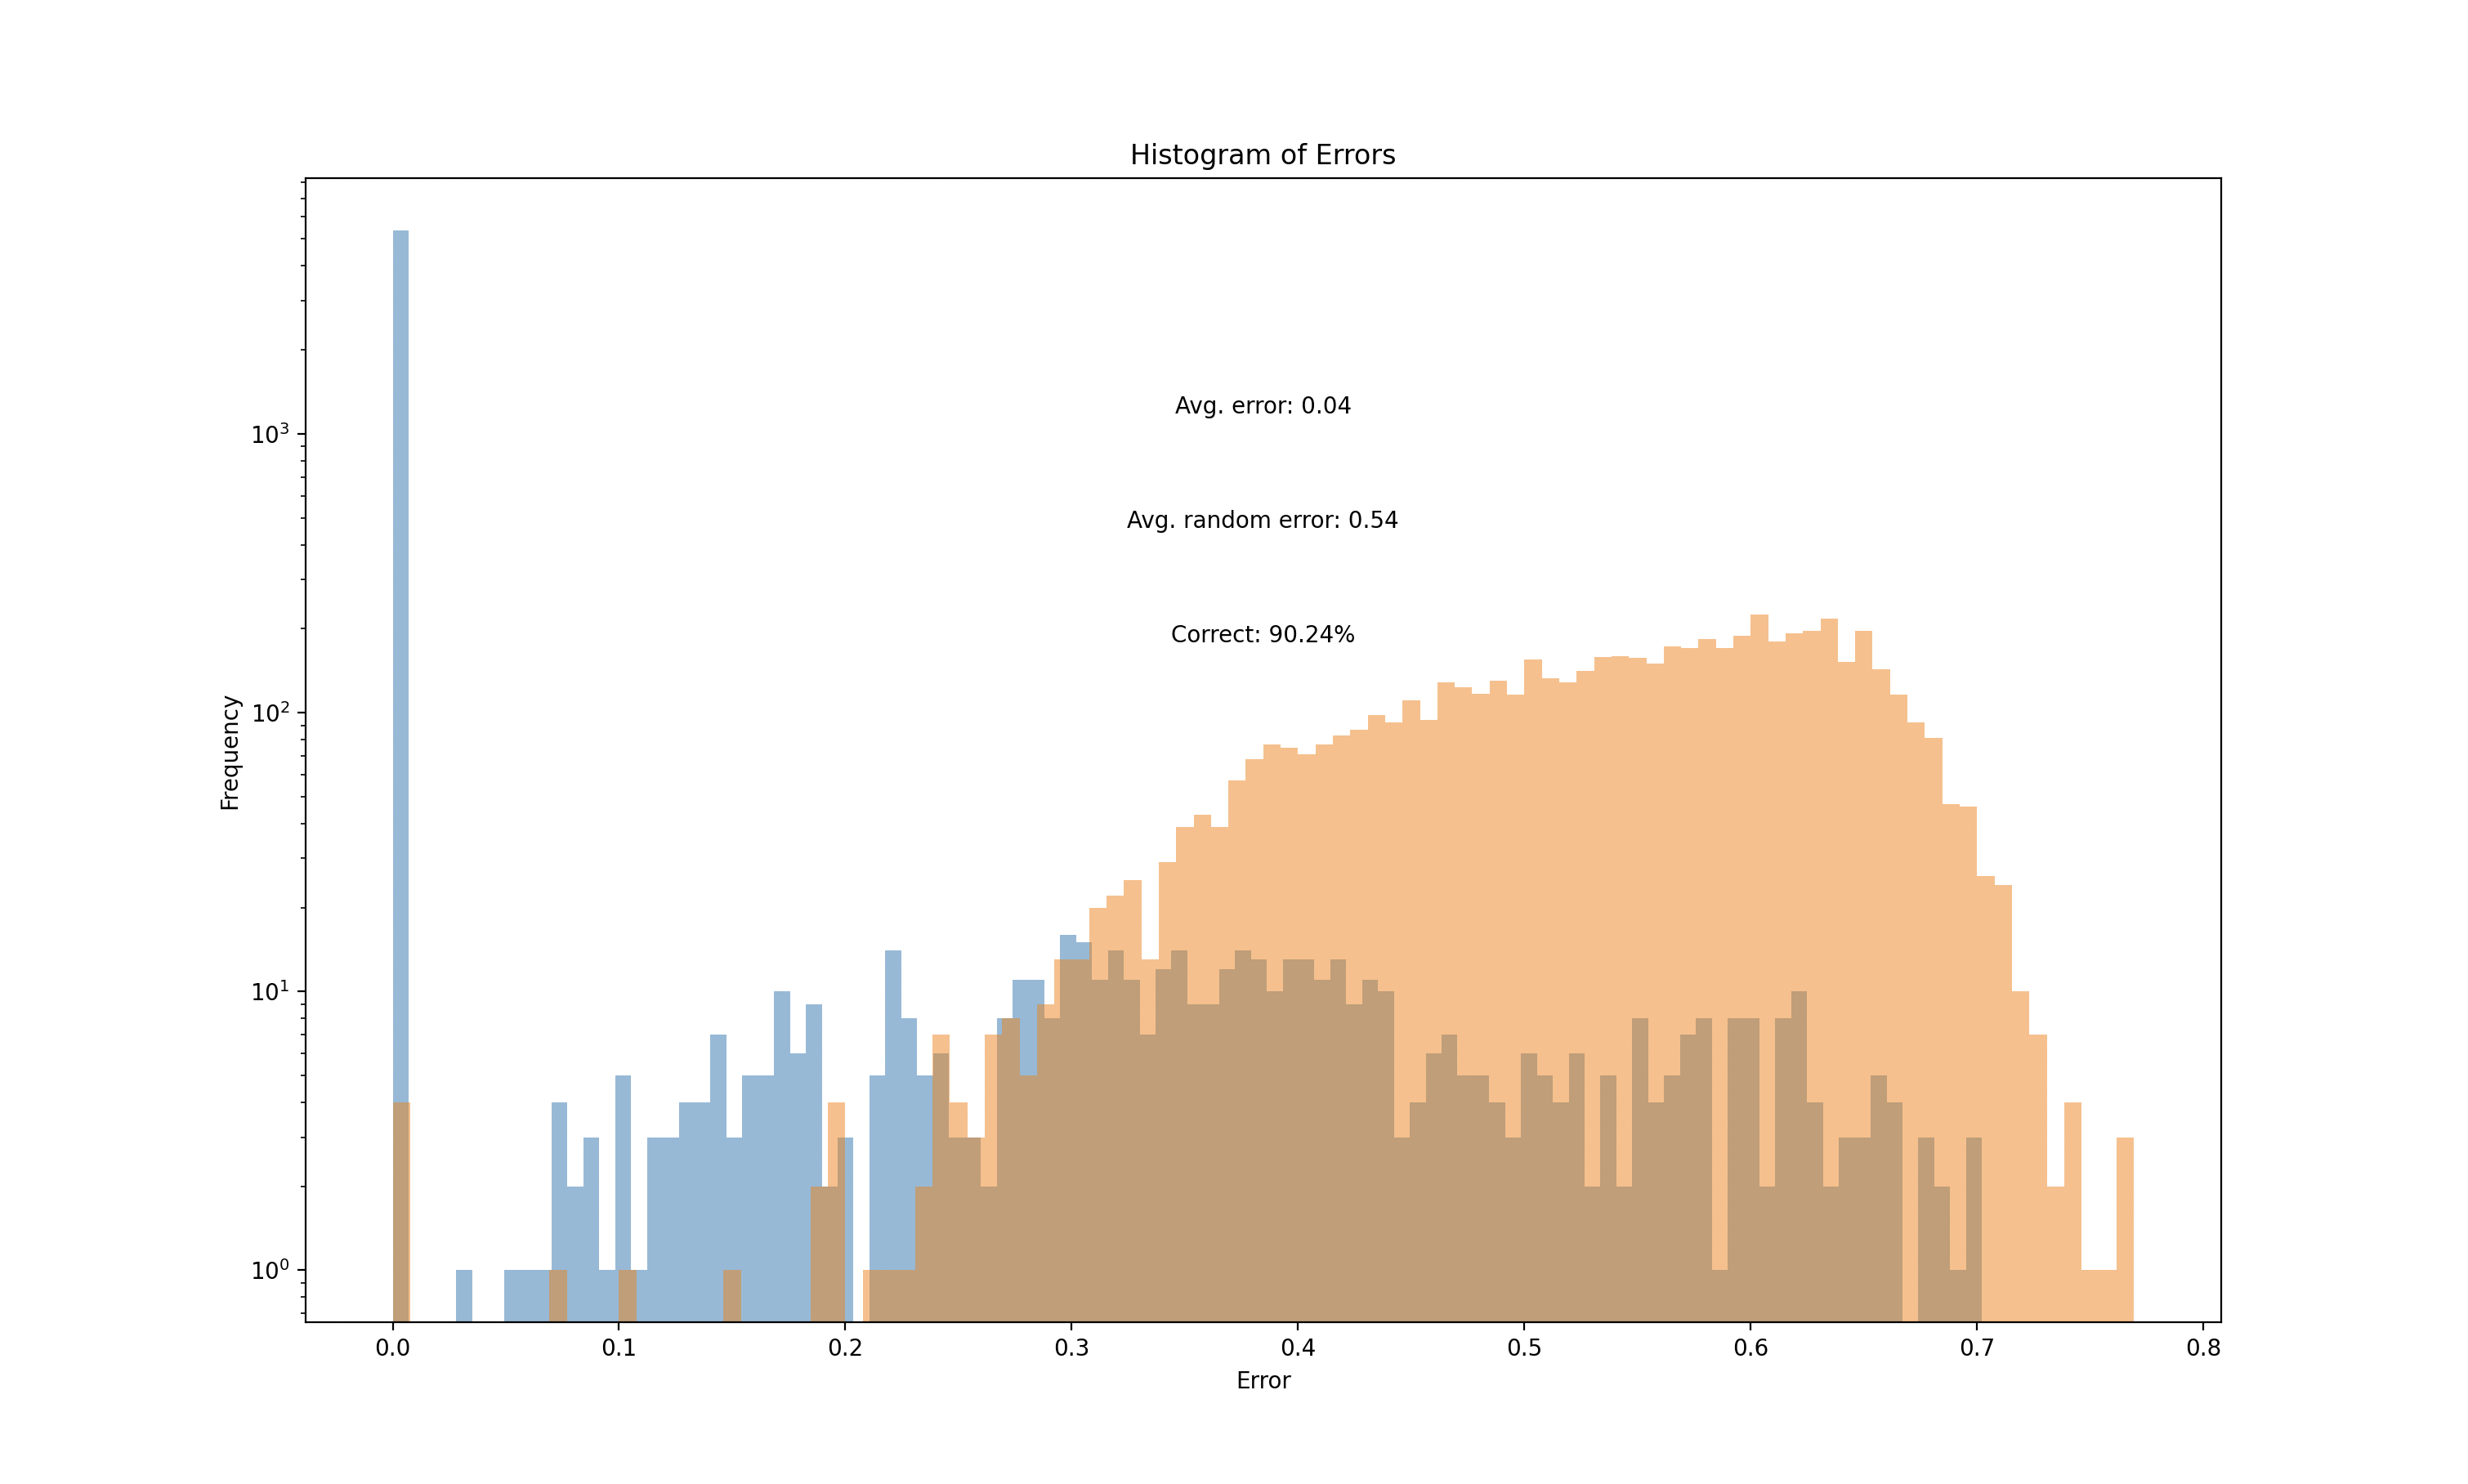 Histogram of Errors
Avg. error: 0.04
Avg. random error: 0.54
Correct: 90.24%
Frequency
10³
10²
10¹
10⁰
0.0 0.1 0.2 0.3 0.4 0.5 0.6 0.7 0.8
Error